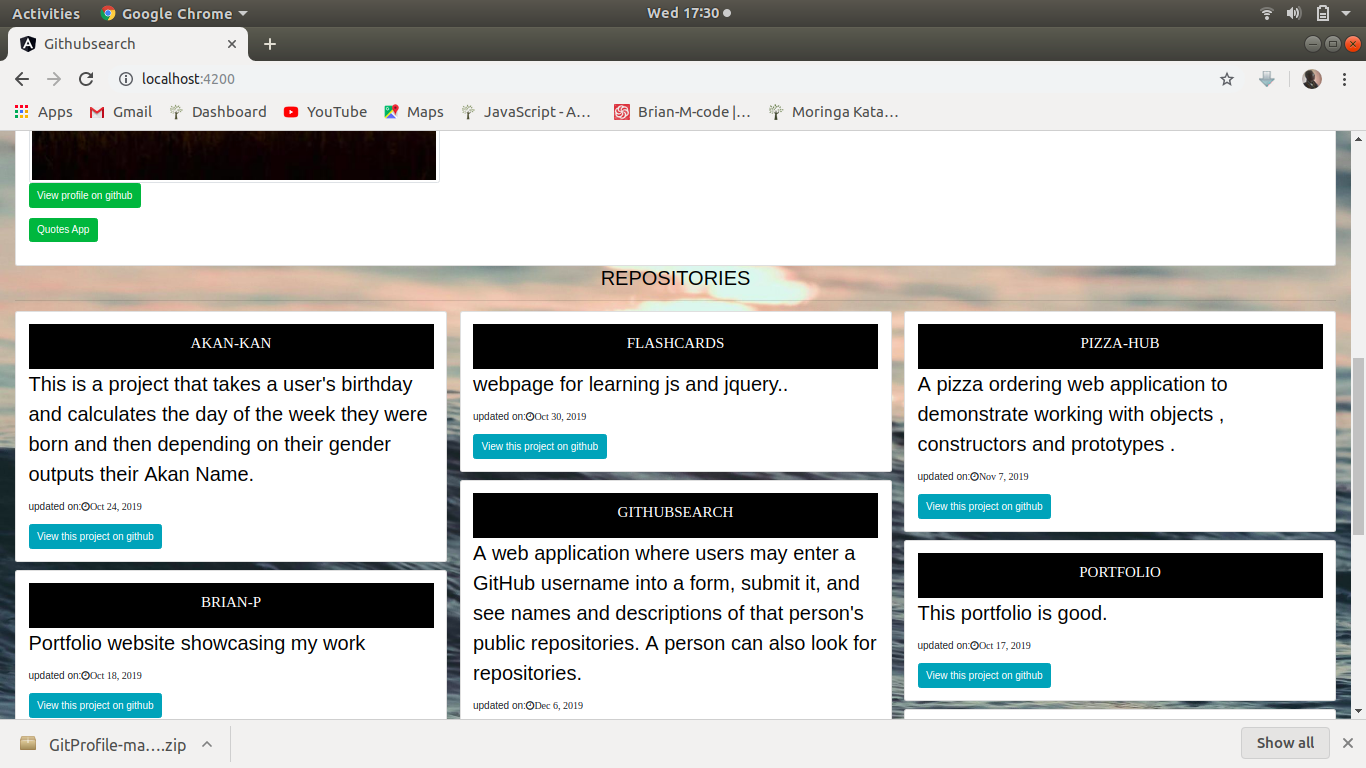 Activities
Google Chrome
Wed 17:30
Githubsearch
localhost:4200
Apps
Gmail
Dashboard
YouTube
Maps
JavaScript - A…
Brian-M-code |…
Moringa Kata…
View profile on github
Quotes App
REPOSITORIES
AKAN-KAN
This is a project that takes a user's birthday
and calculates the day of the week they were
born and then depending on their gender
outputs their Akan Name.
updated on:Oct 24, 2019
View this project on github
BRIAN-P
Portfolio website showcasing my work
updated on:Oct 18, 2019
View this project on github
FLASHCARDS
webpage for learning js and jquery..
updated on:Oct 30, 2019
View this project on github
GITHUBSEARCH
A web application where users may enter a
GitHub username into a form, submit it, and
see names and descriptions of that person's
public repositories. A person can also look for
repositories.
updated on:Dec 6, 2019
PIZZA-HUB
A pizza ordering web application to
demonstrate working with objects ,
constructors and prototypes .
updated on:Nov 7, 2019
View this project on github
PORTFOLIO
This portfolio is good.
updated on:Oct 17, 2019
View this project on github
GitProfile-ma....zip
Show all